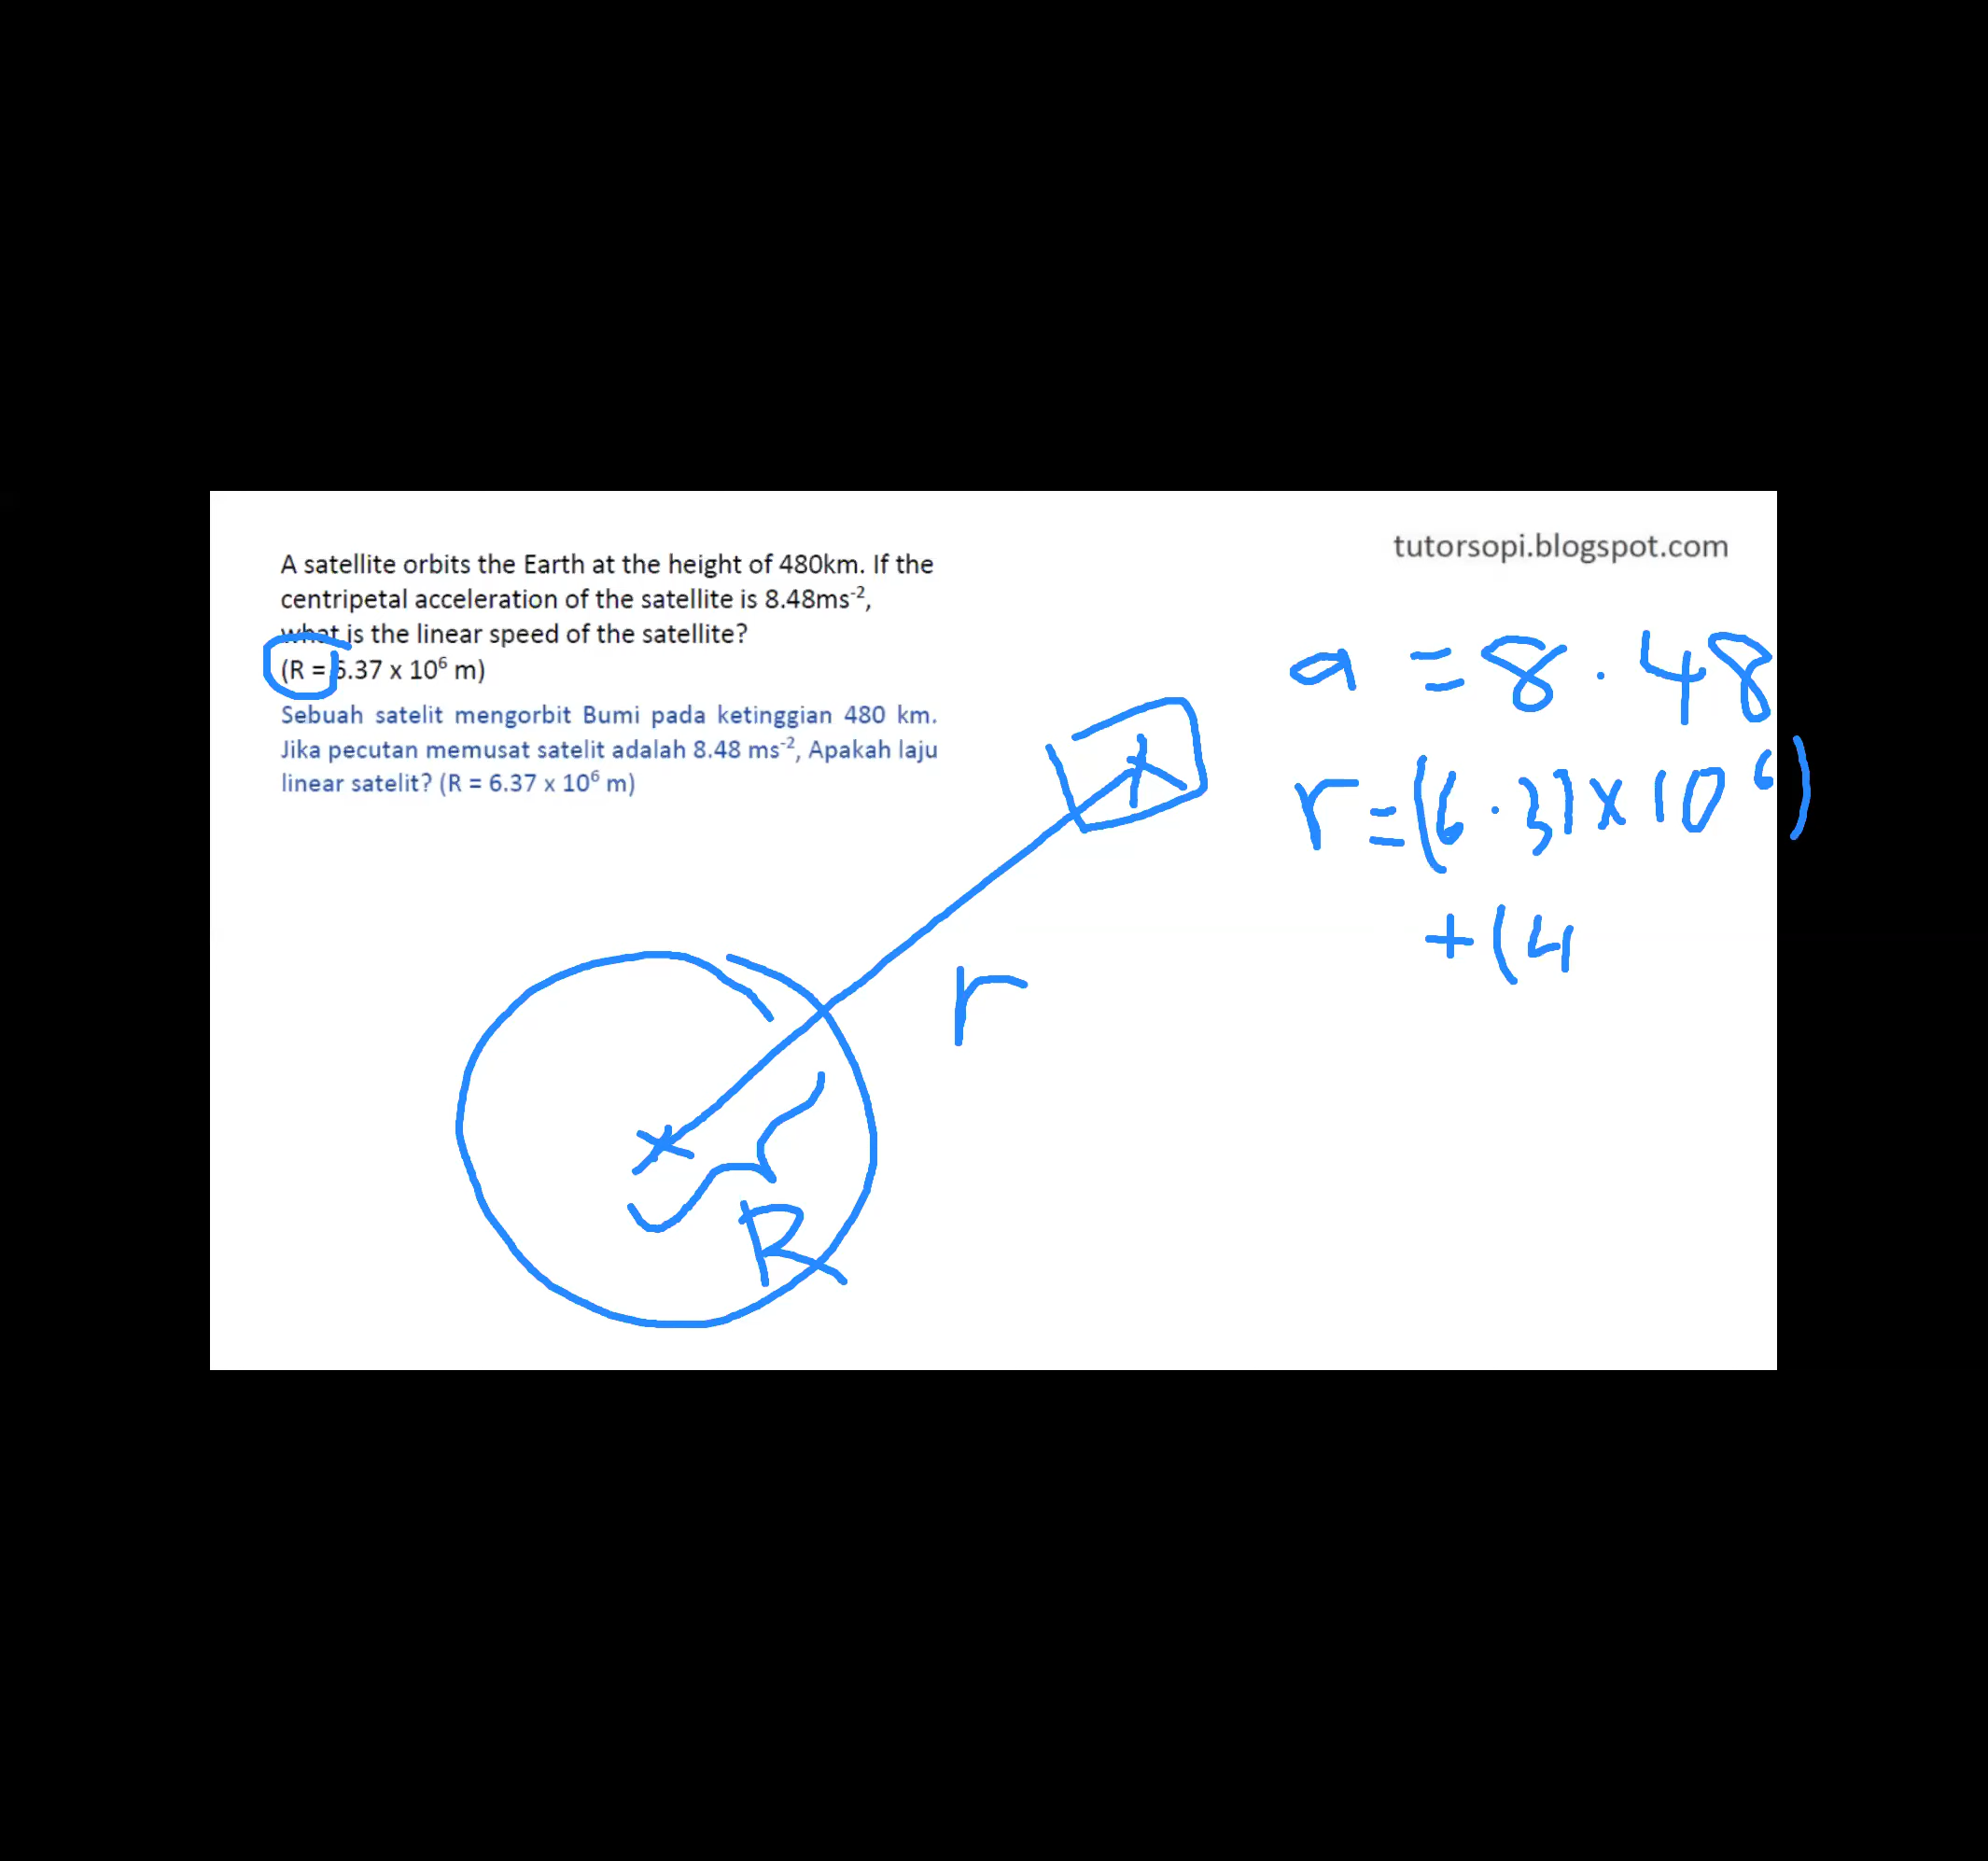 tutorsopi.blogspot.com
A satellite orbits the Earth at the height of 480km. If the
centripetal acceleration of the satellite is 8.48ms⁻²,
what is the linear speed of the satellite?
(R = 6.37 x 10⁶ m)
Sebuah satelit mengorbit Bumi pada ketinggian 480 km.
Jika pecutan memusat satelit adalah 8.48 ms⁻², Apakah laju
linear satelit? (R = 6.37 x 10⁶ m)
a = 8.48
r = (6.37 x 10⁶)
+ (4
r
R